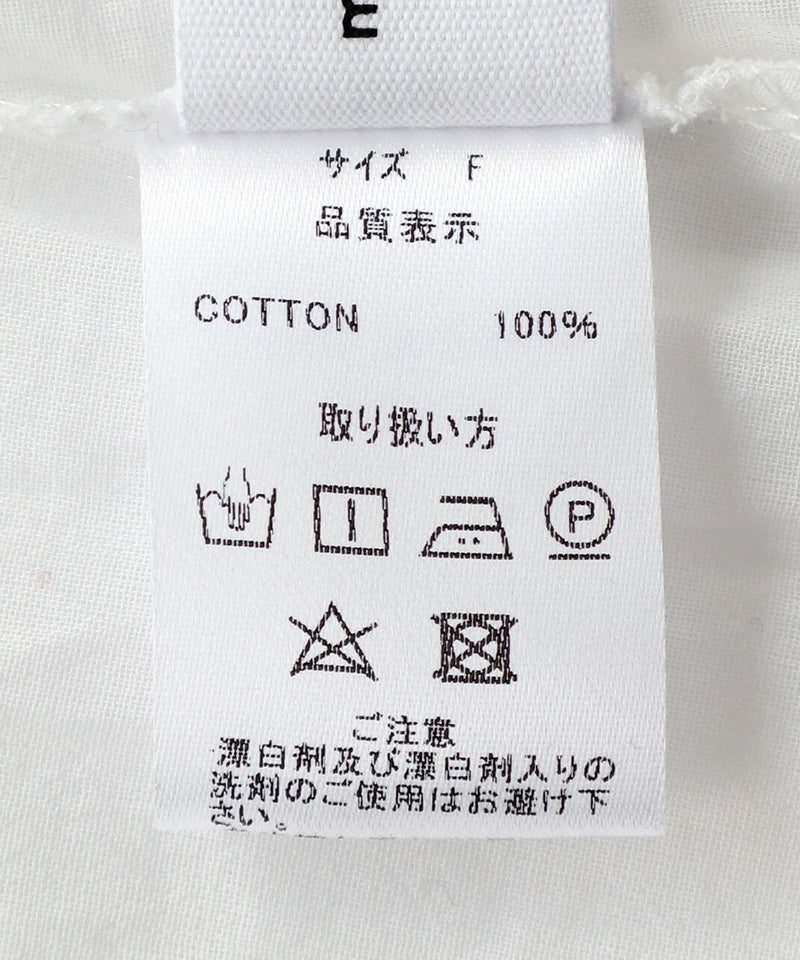 サイズ F
品質表示
COTTON 100%
取り扱い方
P
ご注意
漂白剤及び漂白剤入りの
洗剤のご使用はお避け下
さい。